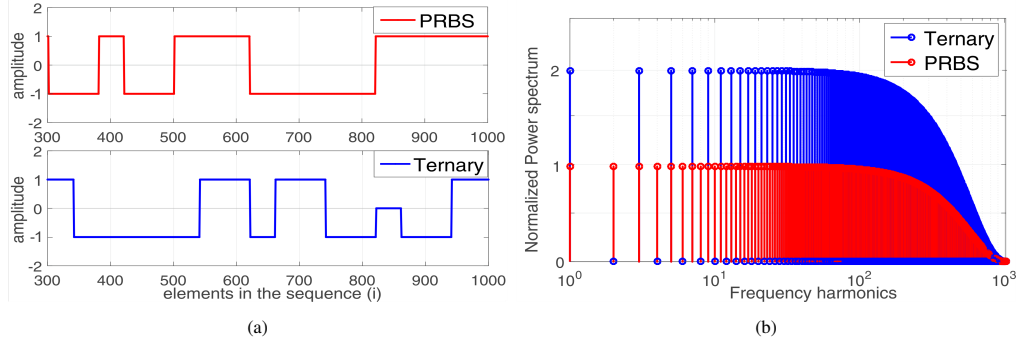 PRBS
amplitude
2
1
0
-1
-2
300 400 500 600 700 800 900 1000
Ternary
amplitude
2
1
0
-1
-2
300 400 500 600 700 800 900 1000
elements in the sequence (i)
(a)
Ternary
PRBS
Normalized Power spectrum
2
1
0
10^0 10^1 10^2 10^3
Frequency harmonics
(b)